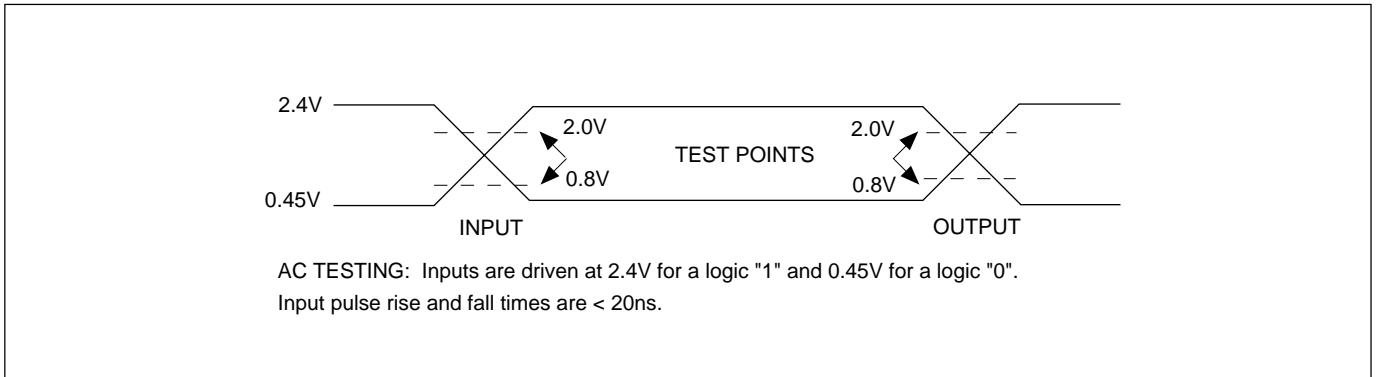 2.4V
2.0V
2.0V
TEST POINTS
0.8V
0.8V
0.45V
INPUT
OUTPUT
AC TESTING: Inputs are driven at 2.4V for a logic "1" and 0.45V for a logic "0".
Input pulse rise and fall times are < 20ns.